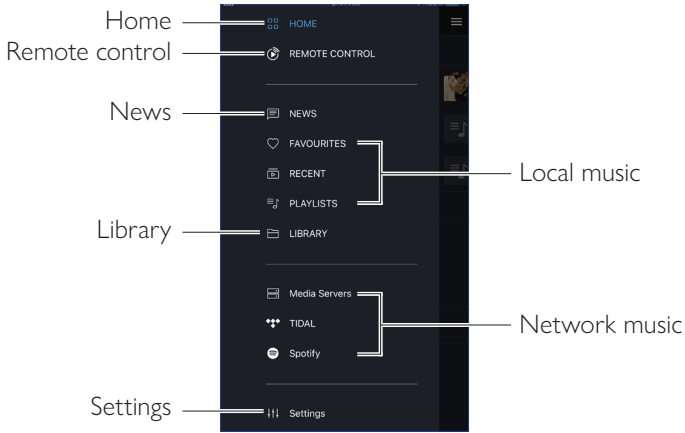 Home
HOME
Remote control
REMOTE CONTROL
News
NEWS
FAVOURITES
RECENT
Local music
PLAYLISTS
Library
LIBRARY
Media Servers
TIDAL
Network music
Spotify
Settings
Settings